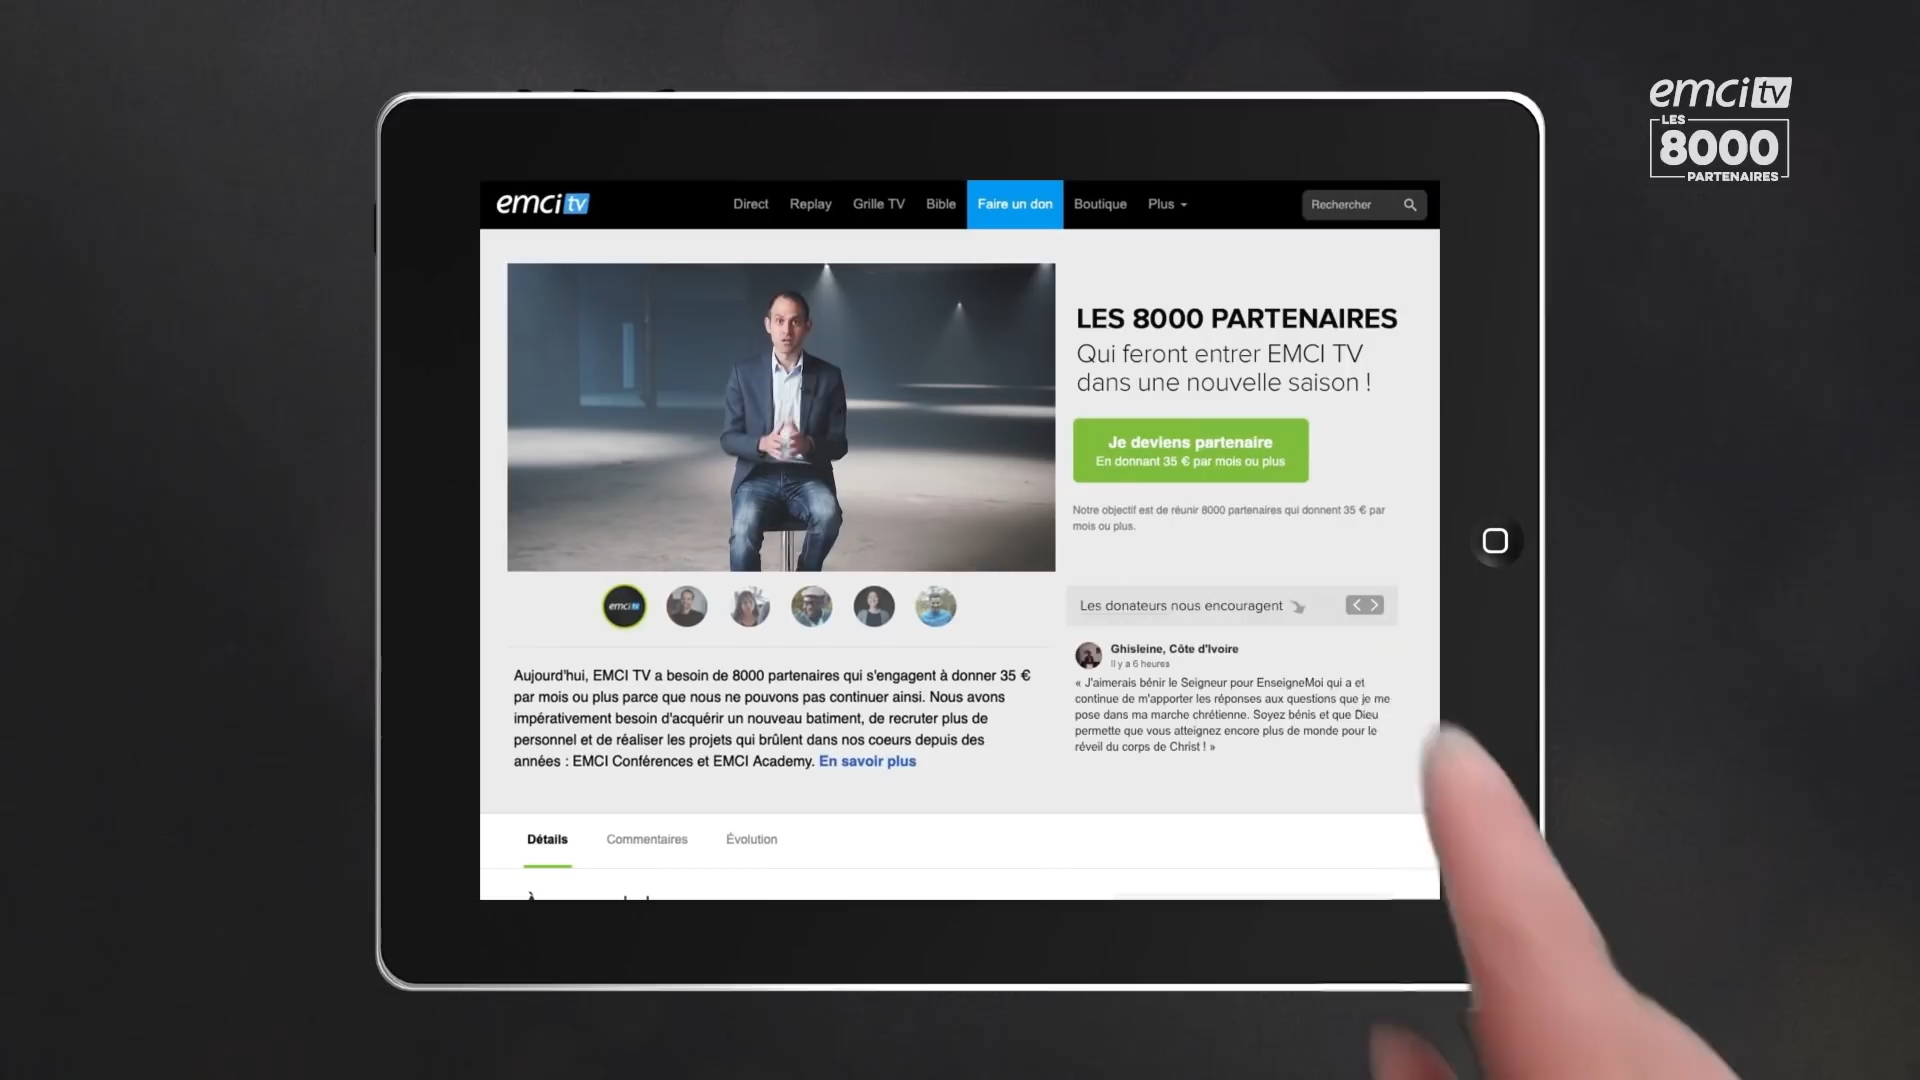 emci tv
LES
8000
PARTENAIRES
emci tv
Direct
Replay
Grille TV
Bible
Faire un don
Boutique
Plus
Rechercher
LES 8000 PARTENAIRES
Qui feront entrer EMCI TV
dans une nouvelle saison !
Je deviens partenaire
En donnant 35 € par mois ou plus
Notre objectif est de réunir 8000 partenaires qui donnent 35 € par
mois ou plus.
emci tv
Les donateurs nous encouragent
Ghisleine, Côte d'Ivoire
Il y a 6 heures
« J'aimerais bénir le Seigneur pour EnseigneMoi qui a et
continue de m'apporter les réponses aux questions que je me
pose dans ma marche chrétienne. Soyez bénis et que Dieu
permette que vous atteignez encore plus de monde pour le
réveil du corps de Christ ! »
Aujourd'hui, EMCI TV a besoin de 8000 partenaires qui s'engagent à donner 35 €
par mois ou plus parce que nous ne pouvons pas continuer ainsi. Nous avons
impérativement besoin d'acquérir un nouveau batiment, de recruter plus de
personnel et de réaliser les projets qui brûlent dans nos coeurs depuis des
années : EMCI Conférences et EMCI Academy. En savoir plus
Détails
Commentaires
Évolution